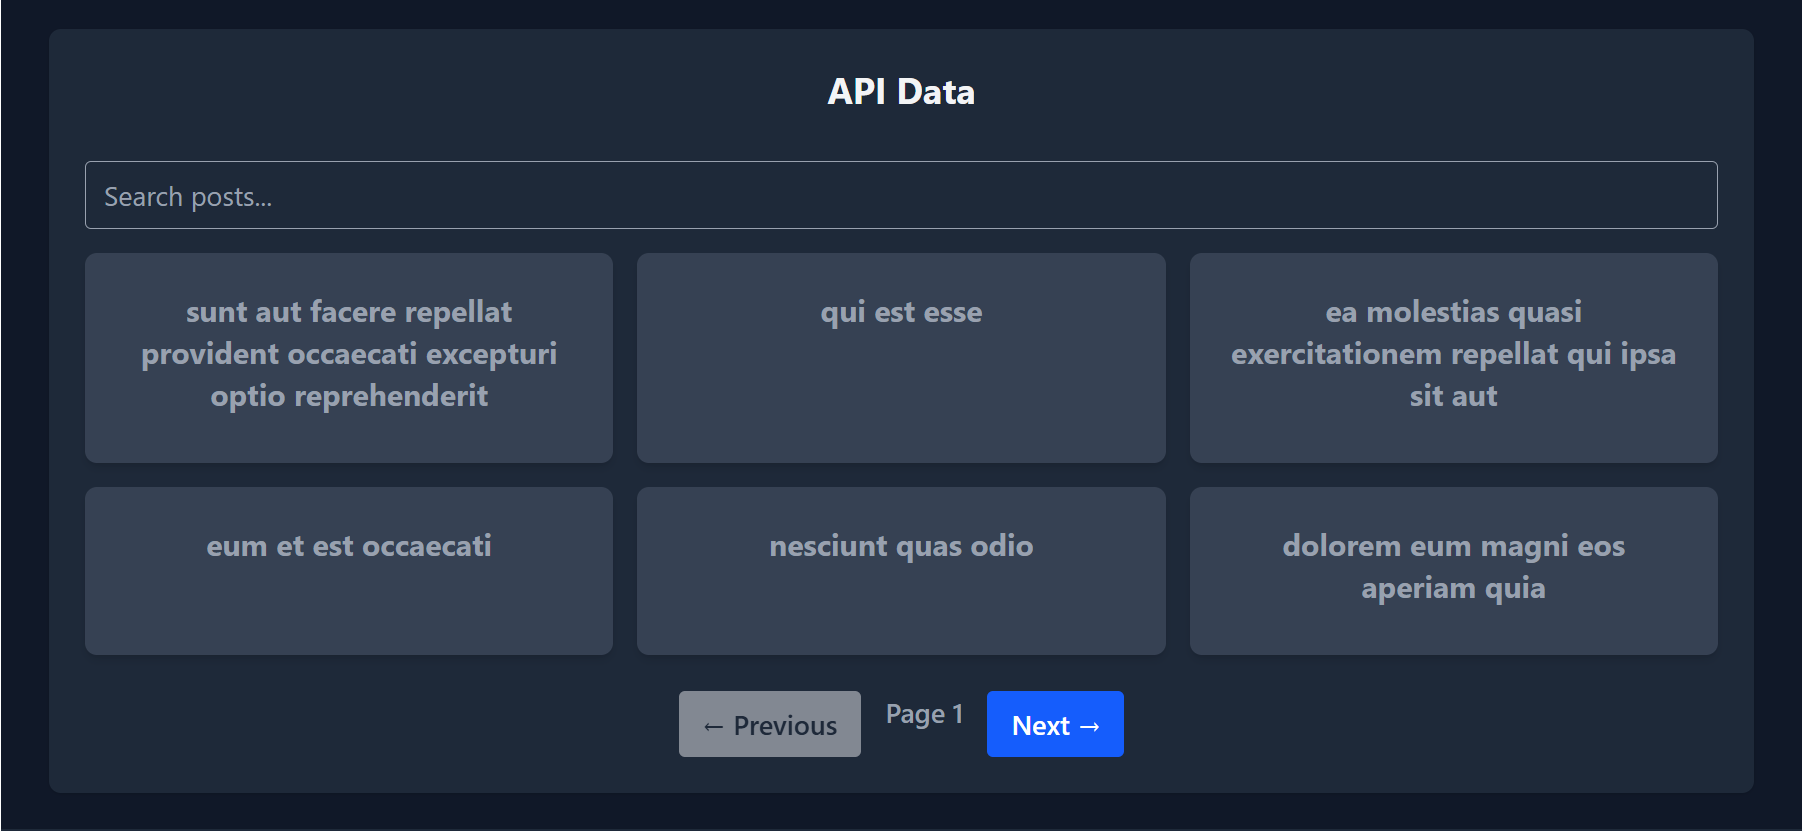 API Data
Search posts...
sunt aut facere repellat
provident occaecati excepturi
optio reprehenderit
qui est esse
ea molestias quasi
exercitationem repellat qui ipsa
sit aut
eum et est occaecati
nesciunt quas odio
dolorem eum magni eos
aperiam quia
← Previous
Page 1
Next →